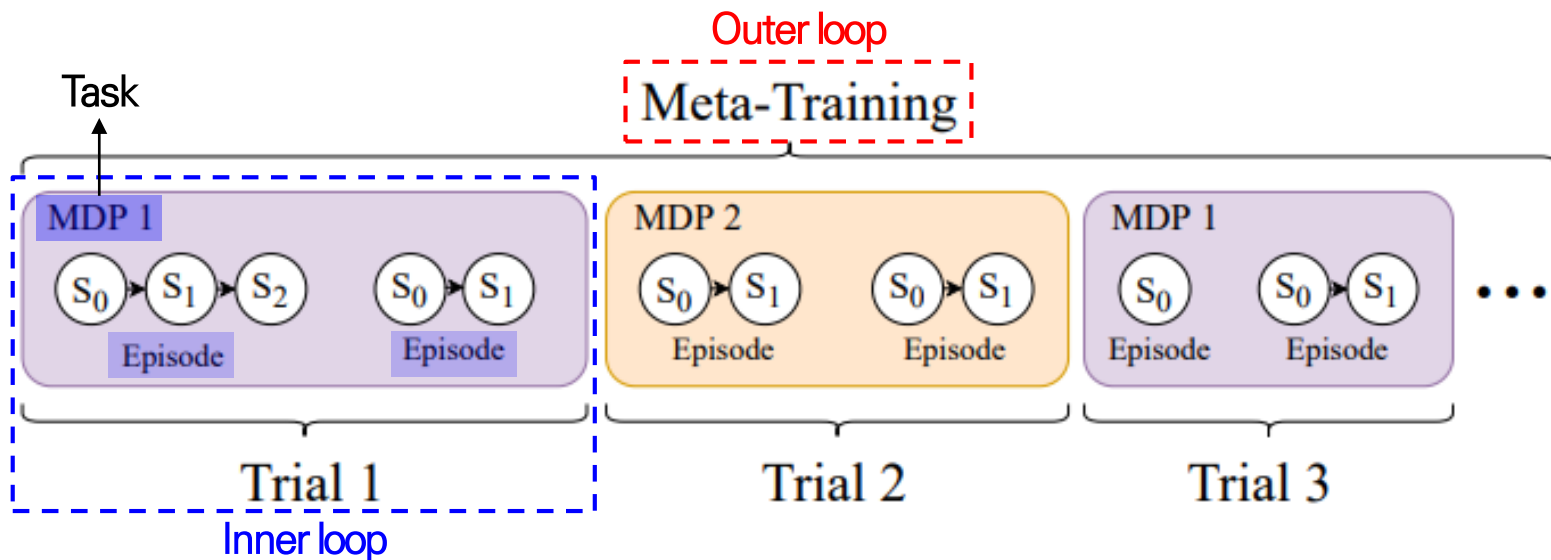 Outer loop
Task
Meta-Training
MDP 1
MDP 2
MDP 1
S0 S1 S2 S0 S1
S0 S1 S0 S1
S0 S0 S1
Episode Episode
Episode Episode
Episode Episode
Trial 1
Trial 2
Trial 3
Inner loop